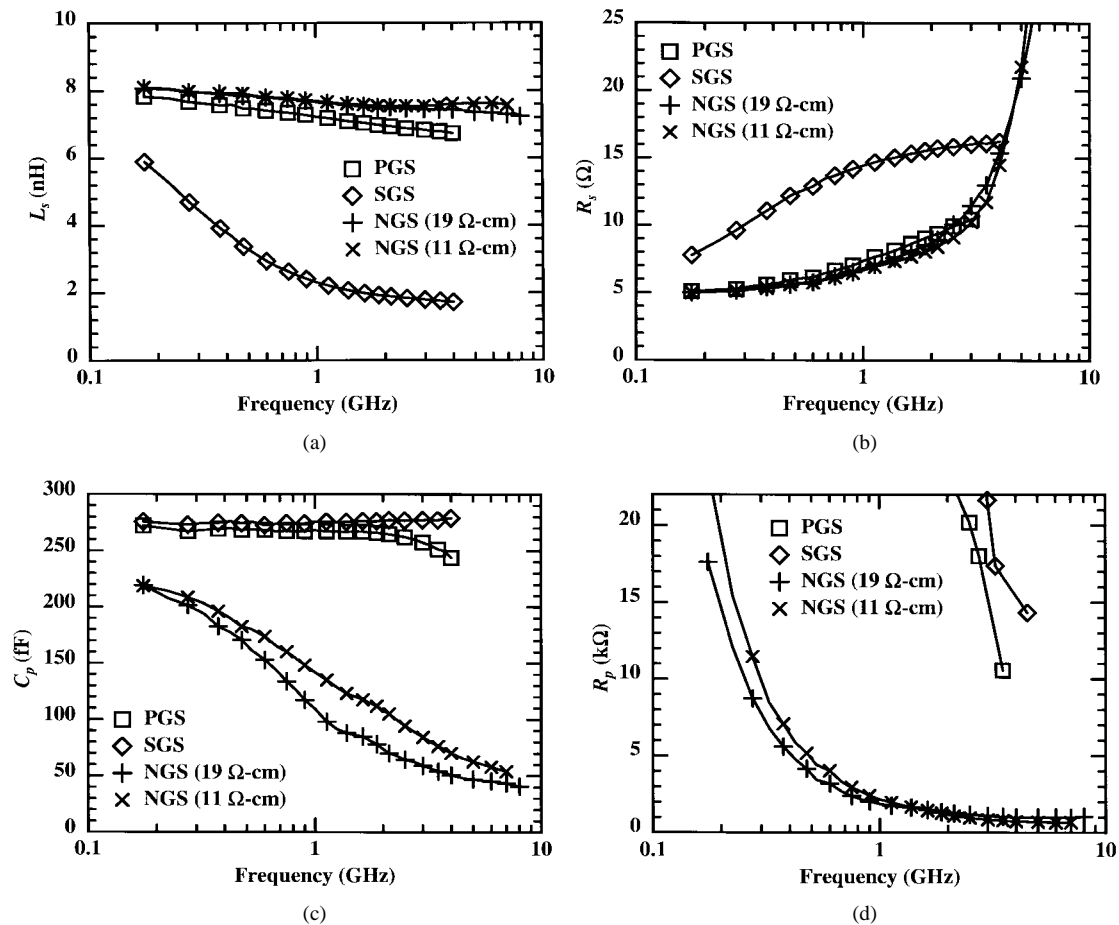 10
8
6
4
2
0
L_s (nH)
PGS
SGS
NGS (19 Ω-cm)
NGS (11 Ω-cm)
0.1
1
10
Frequency (GHz)
(a)
25
20
15
10
5
0
R_s (Ω)
PGS
SGS
NGS (19 Ω-cm)
NGS (11 Ω-cm)
0.1
1
10
Frequency (GHz)
(b)
300
250
200
150
100
50
0
C_p (fF)
PGS
SGS
NGS (19 Ω-cm)
NGS (11 Ω-cm)
0.1
1
10
Frequency (GHz)
(c)
20
15
10
5
0
R_p (kΩ)
PGS
SGS
NGS (19 Ω-cm)
NGS (11 Ω-cm)
0.1
1
10
Frequency (GHz)
(d)